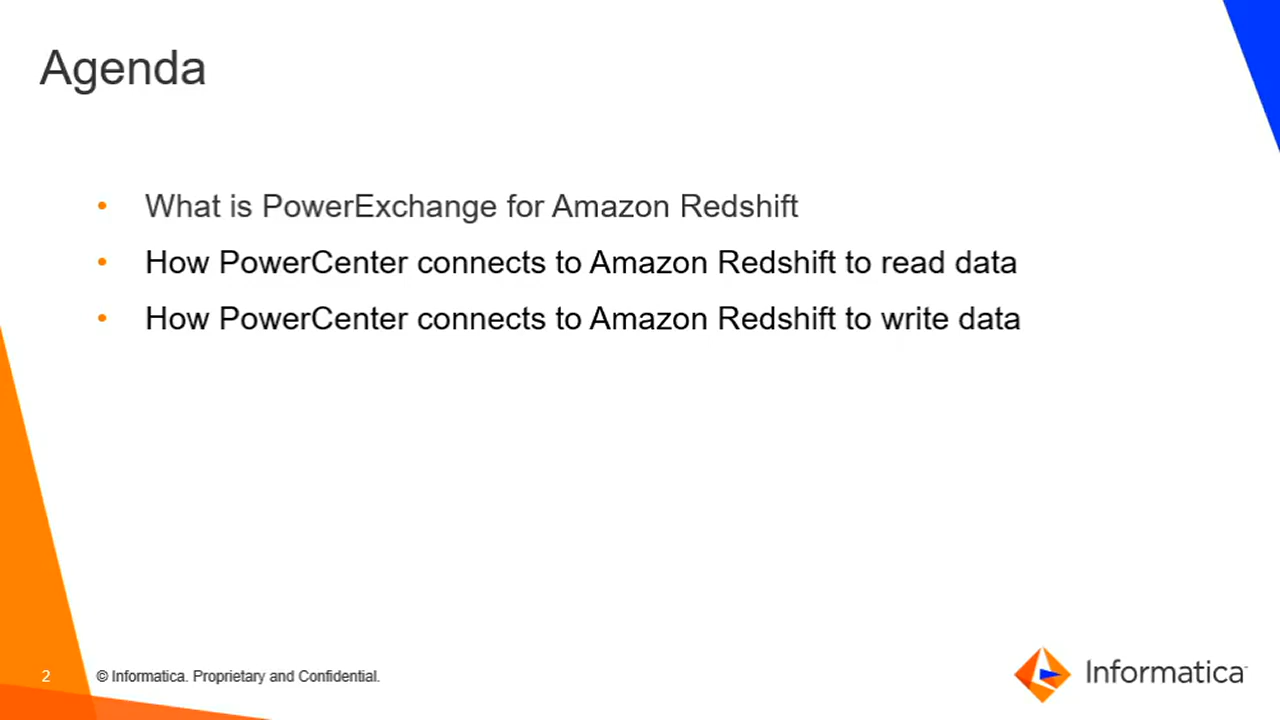 Agenda
• What is PowerExchange for Amazon Redshift
• How PowerCenter connects to Amazon Redshift to read data
• How PowerCenter connects to Amazon Redshift to write data
2 © Informatica. Proprietary and Confidential.
Informatica